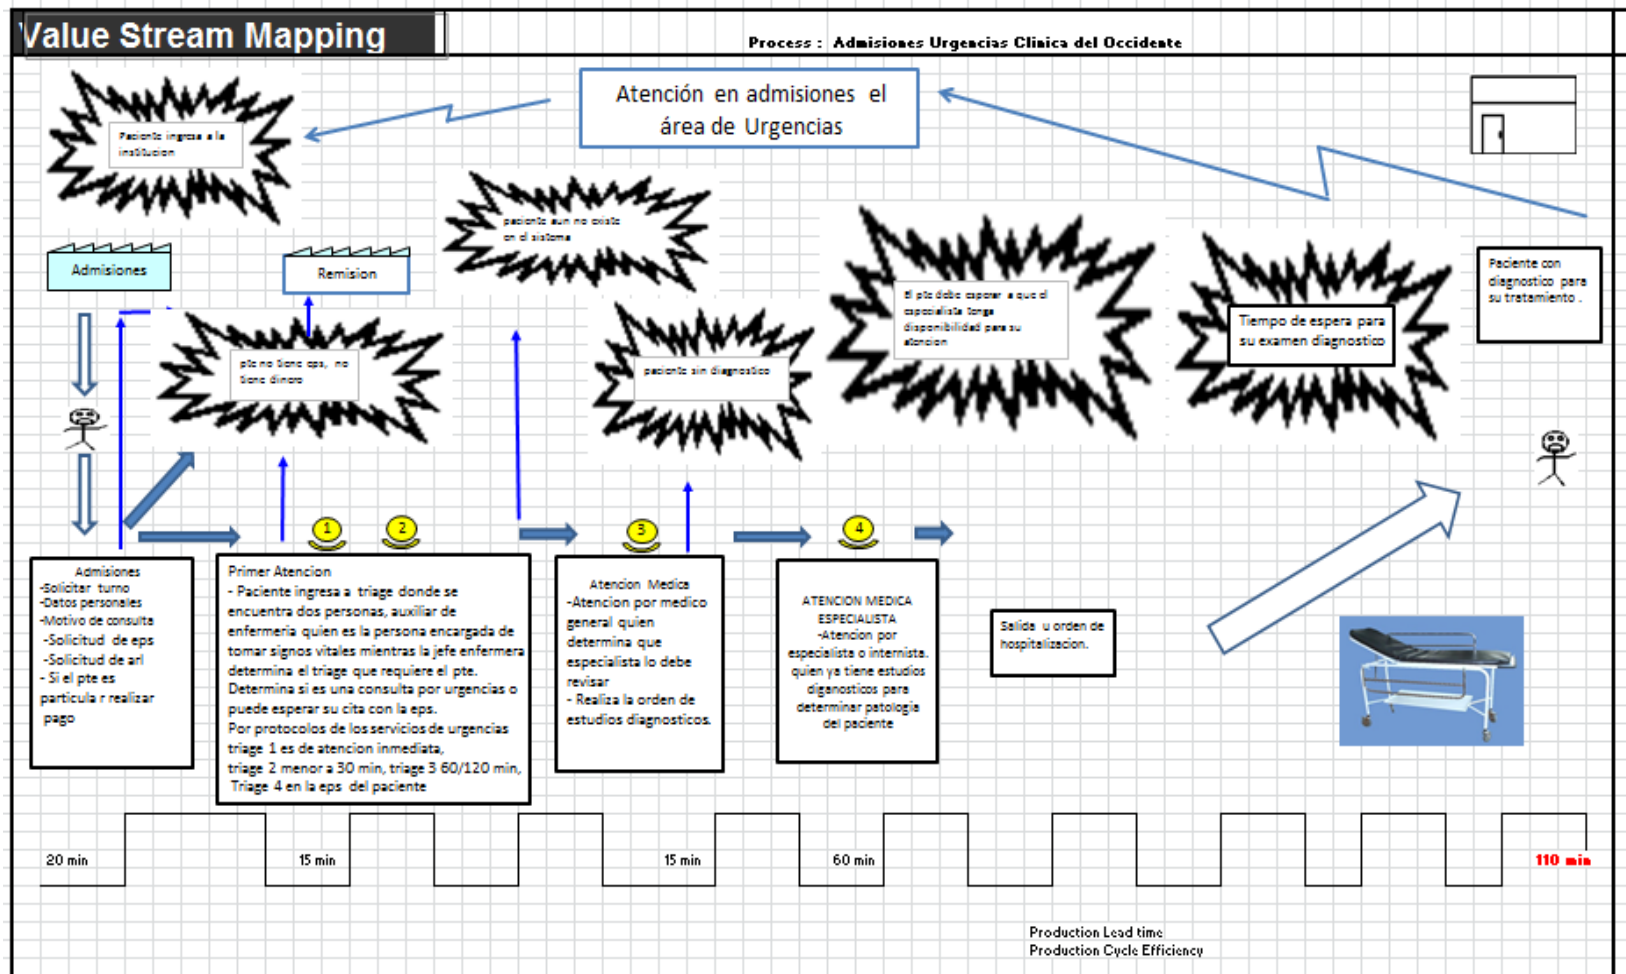 Value Stream Mapping
Process : Admisiones Urgencias Clinica del Occidente
Atención en admisiones el
área de Urgencias
Paciente ingresa a la
institucion
paciente aun no existe
en el sistema
Admisiones
Remision
pte no tiene eps, no
tiene dinero
paciente sin diagnostico
El pte debe esperar a que el
especialista tenga
disponibilidad para su
atencion
Tiempo de espera para
su examen diagnostico
Paciente con
diagnostico para
su tratamiento .
1
2
3
4
Admisiones
-Solicitar turno
-Datos personales
-Motivo de consulta
-Solicitud de eps
-Solicitud de arl
- Si el pte es
particula r realizar
pago
Primer Atencion
- Paciente ingresa a triage donde se
encuentra dos personas, auxiliar de
enfermeria quien es la persona encargada de
tomar signos vitales mientras la jefe enfermera
determina el triage que requiere el pte.
Determina si es una consulta por urgencias o
puede esperar su cita con la eps.
Por protocolos de los servicios de urgencias
triage 1 es de atencion inmediata,
triage 2 menor a 30 min, triage 3 60/120 min,
Triage 4 en la eps del paciente
Atencion Medica
-Atencion por medico
general quien
determina que
especialista lo debe
revisar
- Realiza la orden de
estudios diagnosticos.
ATENCION MEDICA
ESPECIALISTA
-Atencion por
especialista o internista.
quien ya tiene estudios
diganosticos para
determinar patologia
del paciente
Salida u orden de
hospitalizacion.
20 min
15 min
15 min
60 min
110 min
Production Lead time
Production Cycle Efficiency